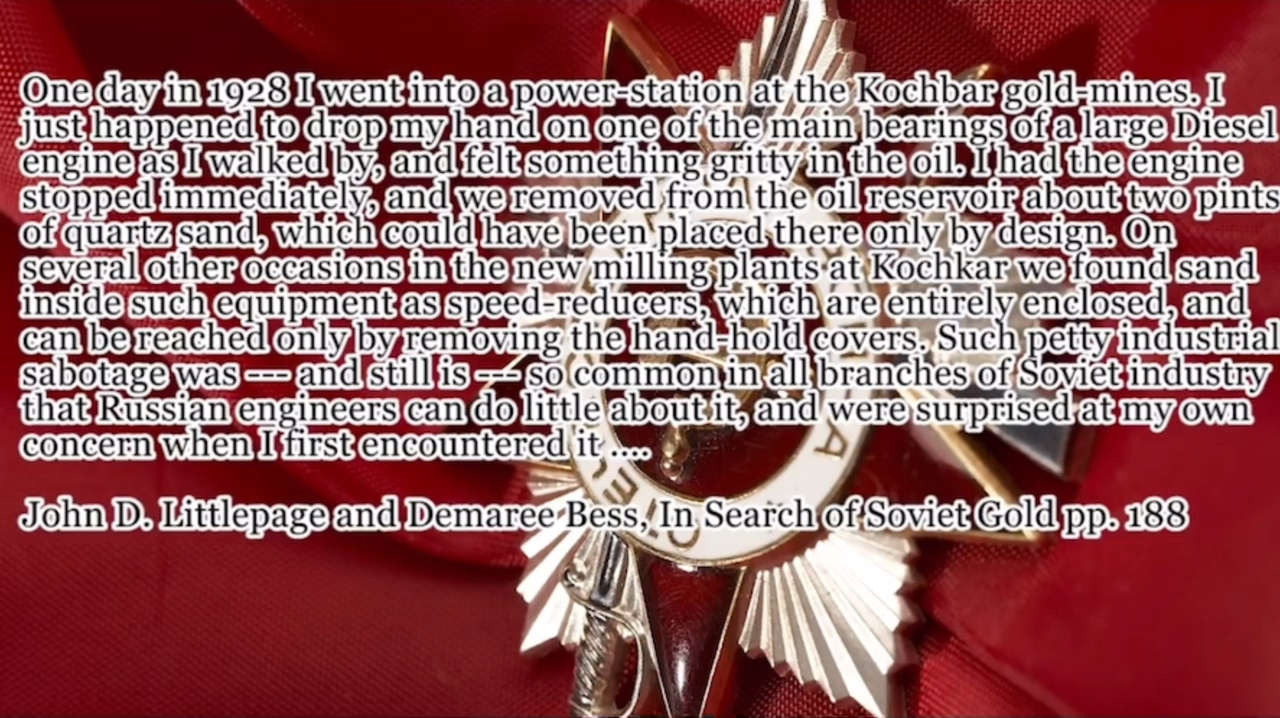 One day in 1928 I went into a power-station at the Kochbar gold-mines. I
just happened to drop my hand on one of the main bearings of a large Diesel
engine as I walked by, and felt something gritty in the oil. I had the engine
stopped immediately, and we removed from the oil reservoir about two pints
of quartz sand, which could have been placed there only by design. On
several other occasions in the new milling plants at Kochkar we found sand
inside such equipment as speed-reducers, which are entirely enclosed, and
can be reached only by removing the hand-hold covers. Such petty industrial
sabotage was --- and still is --- so common in all branches of Soviet industry
that Russian engineers can do little about it, and were surprised at my own
concern when I first encountered it ....
John D. Littlepage and Demaree Bess, In Search of Soviet Gold pp. 188